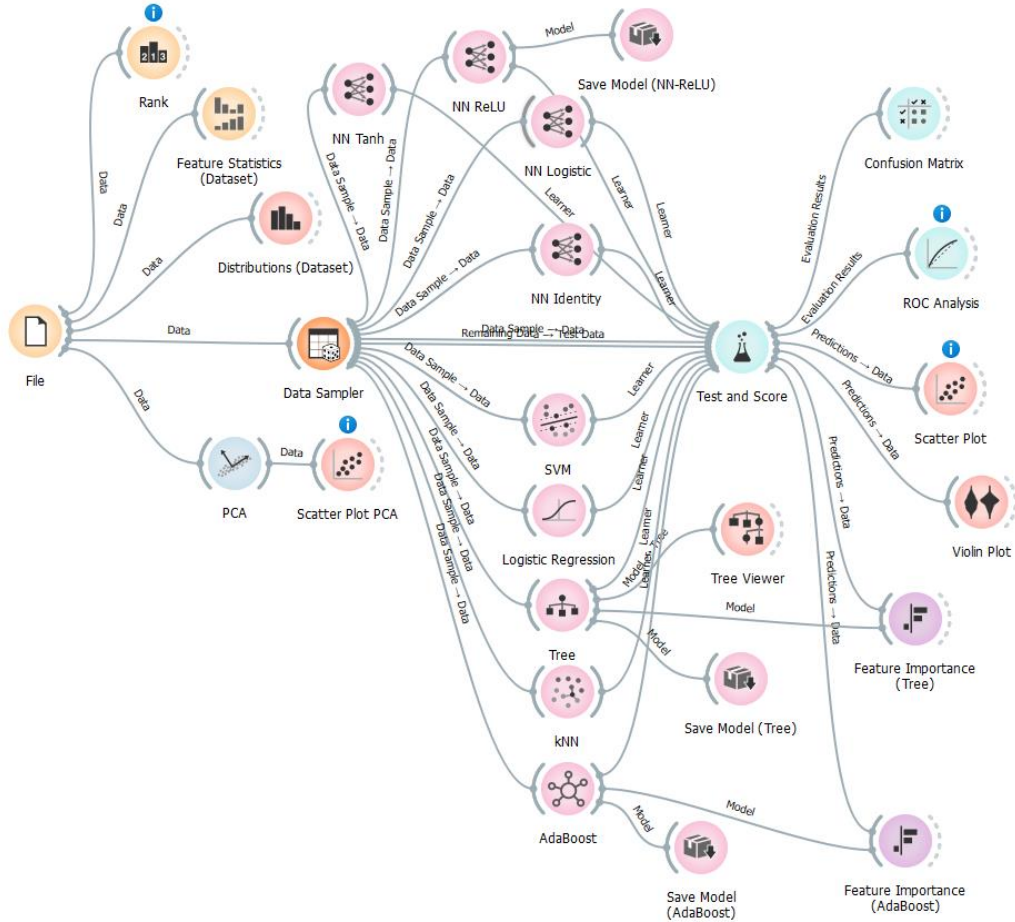 Rank
Feature Statistics
(Dataset)
Distributions (Dataset)
File
Data
Data
Data
Data
Data
Data Sampler
PCA
Data
Scatter Plot PCA
NN Tanh
NN ReLU
Model
Save Model (NN-ReLU)
NN Logistic
NN Identity
Data Sample → Data
Data Sample → Data
Data Sample → Data
Data Sample → Data
Data Sample → Data
Remaining Data → Test Data
Data Sample → Data
Data Sample → Data
Data Sample → Data
Data Sample → Data
Data Sample → Data
Learner
Learner
Learner
Learner
Learner
Learner
Learner
Learner
Learner
SVM
Logistic Regression
Tree
Model → Tree
Tree Viewer
Model
Model
Save Model (Tree)
kNN
AdaBoost
Model
Model
Save Model
(AdaBoost)
Test and Score
Evaluation Results
Evaluation Results
Predictions → Data
Predictions → Data
Predictions → Data
Predictions → Data
Confusion Matrix
ROC Analysis
Scatter Plot
Violin Plot
Feature Importance
(Tree)
Feature Importance
(AdaBoost)